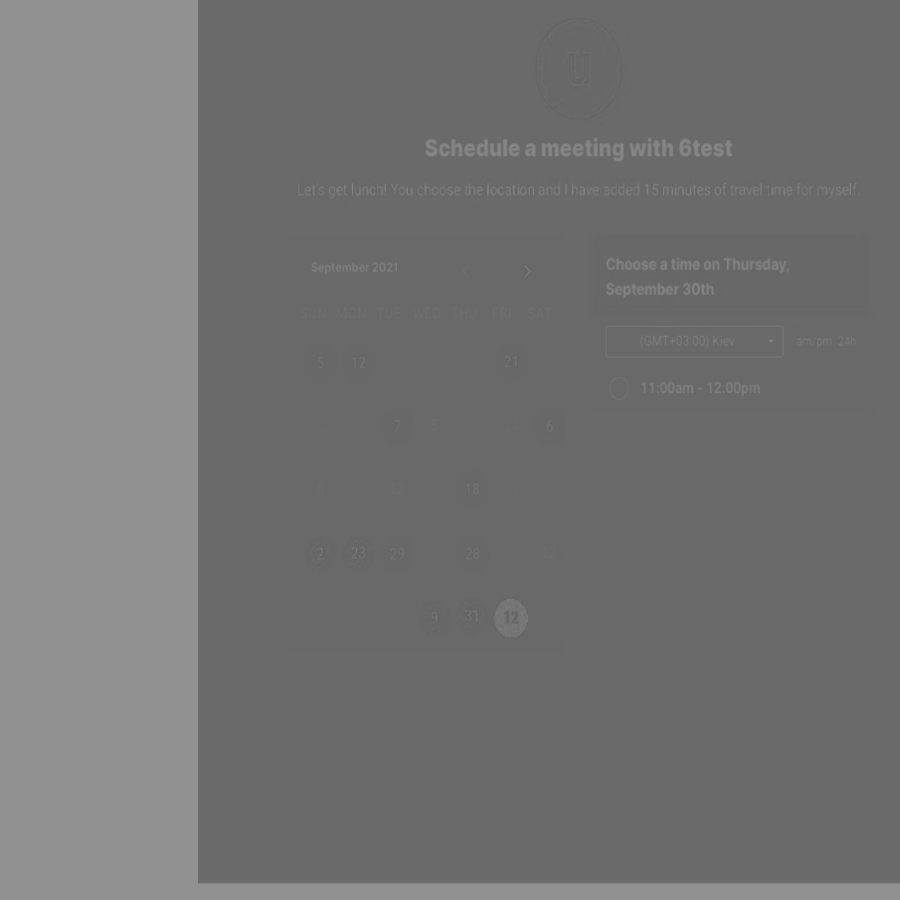 u
Schedule a meeting with 6test
Let's get lunch! You choose the location and I have added 15 minutes of travel time for myself.
September 2021
SUN MON TUE WED THU FRI SAT
5 12 21
7 5 6
5 12 18
2 23 29 28 12
9 31 12
Choose a time on Thursday,
September 30th
(GMT+03:00) Kiev am/pm 24h
11:00am - 12:00pm